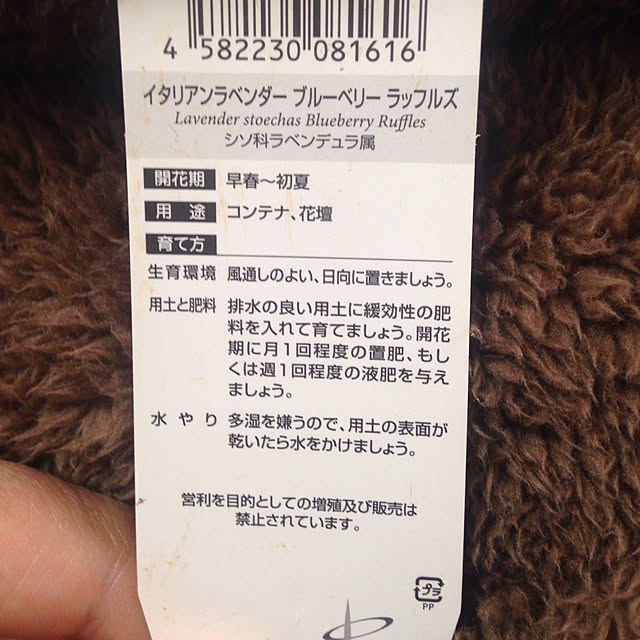 4 582230 081616
イタリアンラベンダー ブルーベリー ラッフルズ
Lavender stoechas Blueberry Ruffles
シソ科ラベンデュラ属
開花期 早春〜初夏
用途 コンテナ、花壇
育て方
生育環境 風通しのよい、日向に置きましょう。
用土と肥料 排水の良い用土に緩効性の肥
料を入れて育てましょう。開花
期に月1回程度の置肥、もし
くは週1回程度の液肥を与え
ましょう。
水やり 多湿を嫌うので、用土の表面が
乾いたら水をかけましょう。
営利を目的としての増殖及び販売は
禁止されています。
プラ
PP